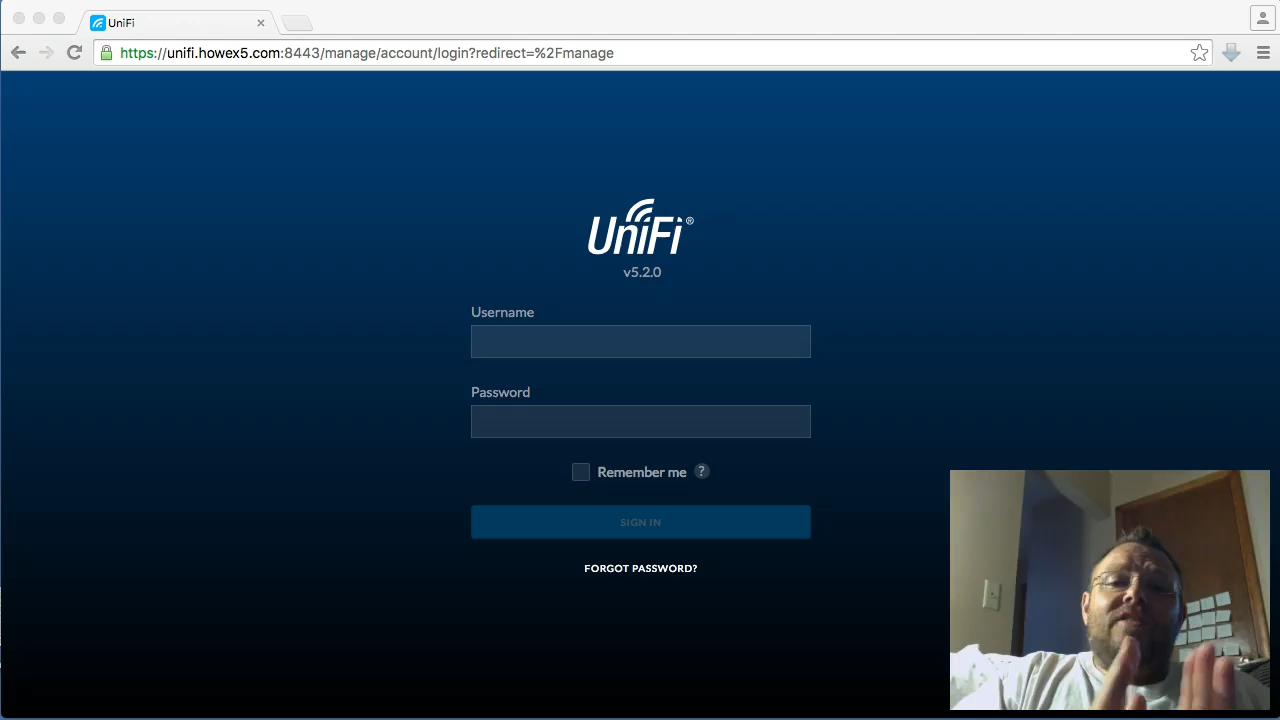 UniFi
https://unifi.howex5.com:8443/manage/account/login?redirect=%2Fmanage
UniFi®
v5.2.0
Username
Password
Remember me ?
SIGN IN
FORGOT PASSWORD?